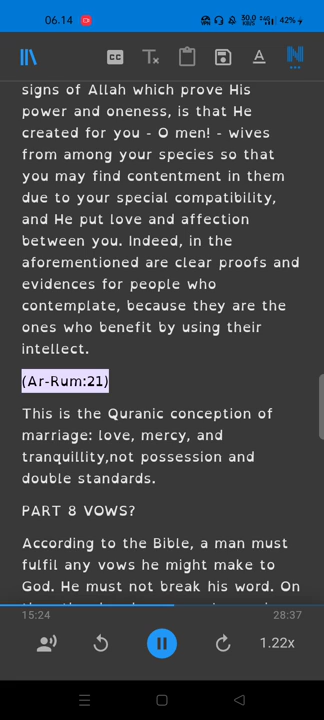 06.14
30.0 KB/S
42%
CC
signs of Allah which prove His
power and oneness, is that He
created for you - O men! - wives
from among your species so that
you may find contentment in them
due to your special compatibility,
and He put love and affection
between you. Indeed, in the
aforementioned are clear proofs and
evidences for people who
contemplate, because they are the
ones who benefit by using their
intellect.
(Ar-Rum:21)
This is the Quranic conception of
marriage: love, mercy, and
tranquillity,not possession and
double standards.
PART 8 VOWS?
According to the Bible, a man must
fulfil any vows he might make to
God. He must not break his word. On
15:24
28:37
1.22x